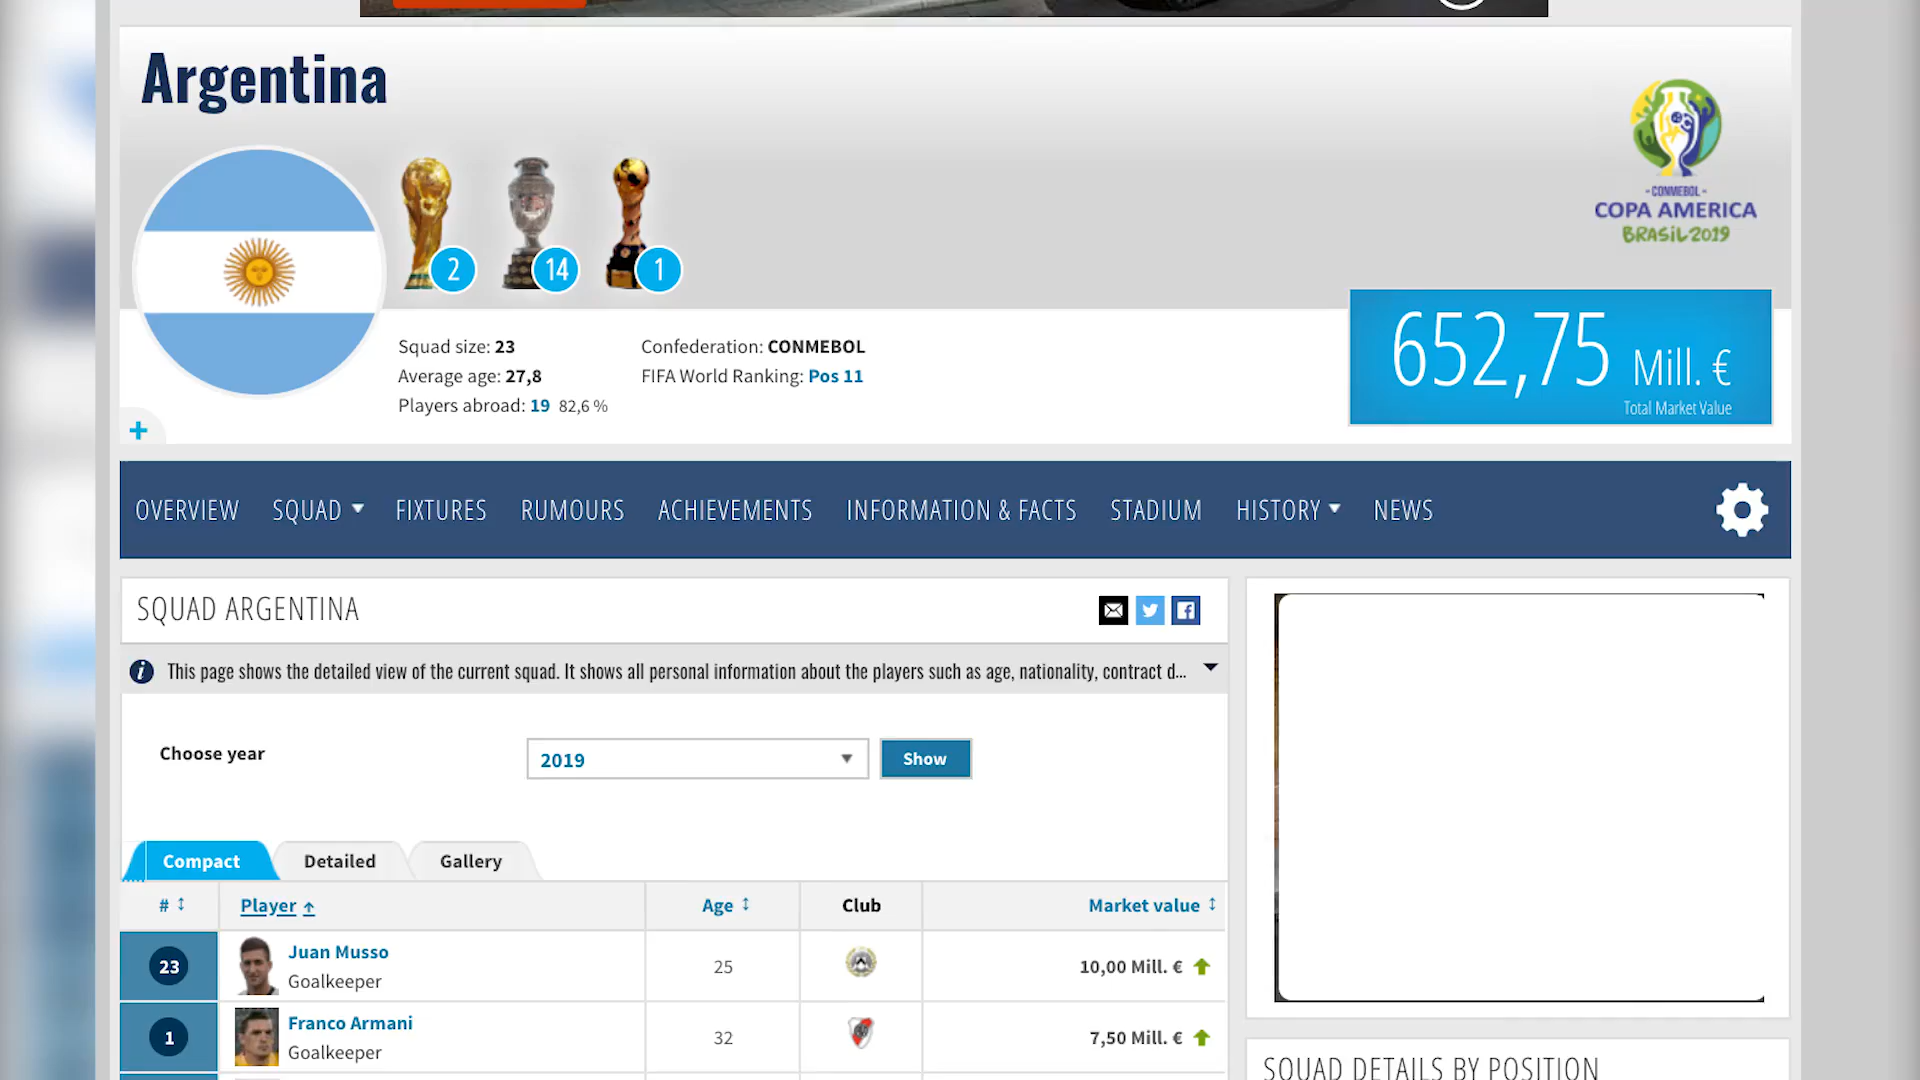 Argentina
2
14
1
- CONMEBOL -
COPA AMERICA
BRASIL 2019
Squad size: 23
Confederation: CONMEBOL
Average age: 27,8
FIFA World Ranking: Pos 11
Players abroad: 19 82,6 %
652,75 Mill. €
Total Market Value
+
OVERVIEW SQUAD FIXTURES RUMOURS ACHIEVEMENTS INFORMATION & FACTS STADIUM HISTORY NEWS
SQUAD ARGENTINA
This page shows the detailed view of the current squad. It shows all personal information about the players such as age, nationality, contract d...
Choose year
2019
Show
Compact
Detailed
Gallery
# Player Age Club Market value
23 Juan Musso 25 10,00 Mill. €
Goalkeeper
1 Franco Armani 32 7,50 Mill. €
Goalkeeper
SQUAD DETAILS BY POSITION